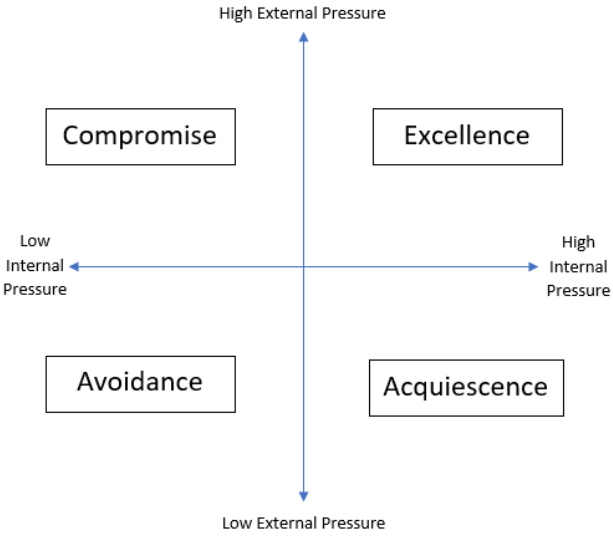 High External Pressure
Compromise
Excellence
Low
Internal
Pressure
High
Internal
Pressure
Avoidance
Acquiescence
Low External Pressure